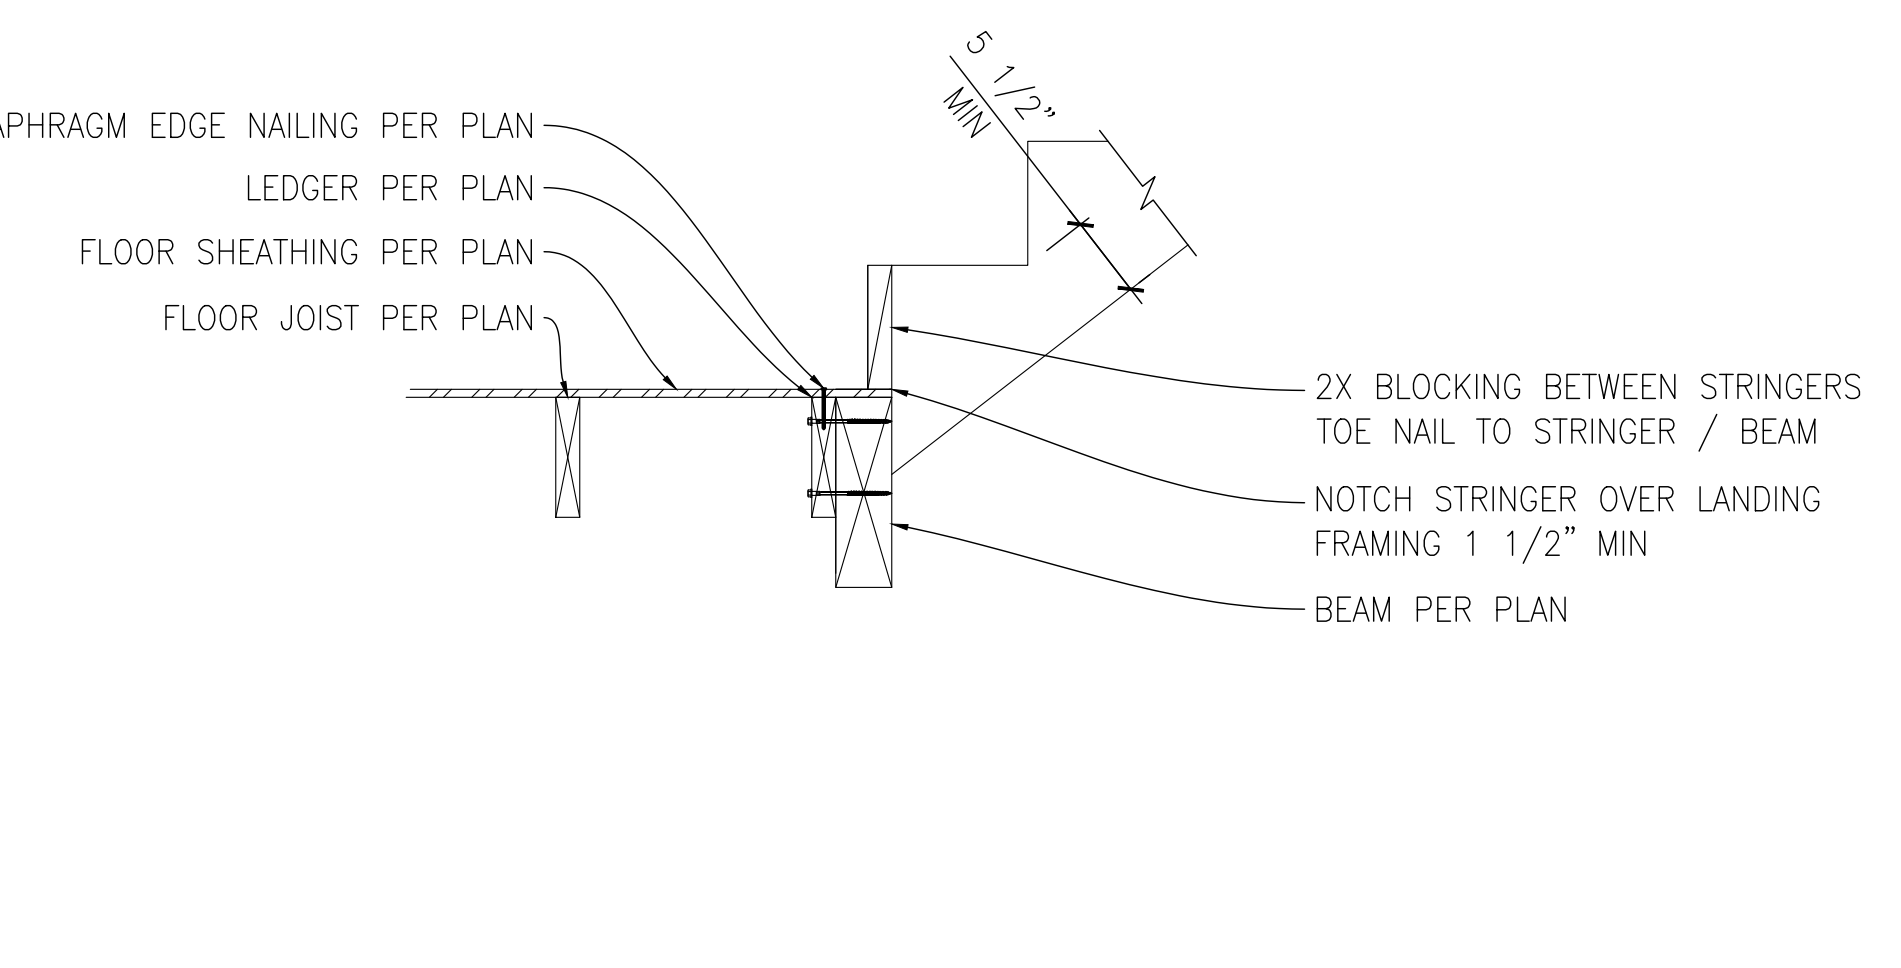 5 1/2”
MIN
APHRAGM EDGE NAILING PER PLAN
LEDGER PER PLAN
FLOOR SHEATHING PER PLAN
FLOOR JOIST PER PLAN
2X BLOCKING BETWEEN STRINGERS
TOE NAIL TO STRINGER / BEAM
NOTCH STRINGER OVER LANDING
FRAMING 1 1/2” MIN
BEAM PER PLAN